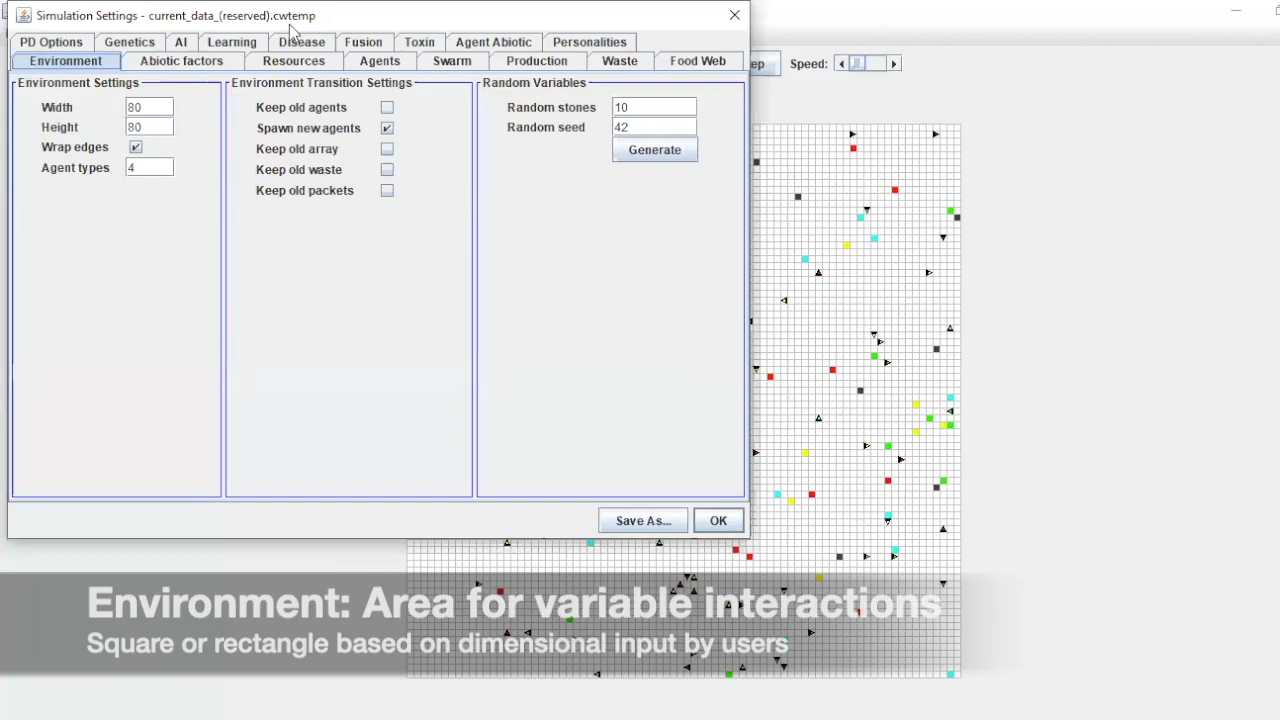 Simulation Settings - current_data_(reserved).cwtemp
PD Options Genetics AI Learning Disease Fusion Toxin Agent Abiotic Personalities
Environment Abiotic factors Resources Agents Swarm Production Waste Food Web
ep Speed:
Environment Settings Environment Transition Settings Random Variables
Width 80 Keep old agents Random stones 10
Height 80 Spawn new agents Random seed 42
Wrap edges Keep old array Generate
Agent types 4 Keep old waste
Keep old packets
Save As... OK
Environment: Area for variable interactions
Square or rectangle based on dimensional input by users